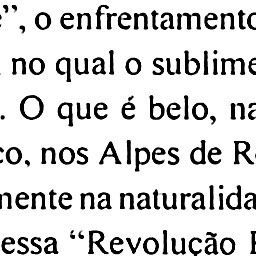 ”, o enfrentamento
no qual o sublime
. O que é belo, na
co, nos Alpes de R
mente na naturalida
essa “Revolução